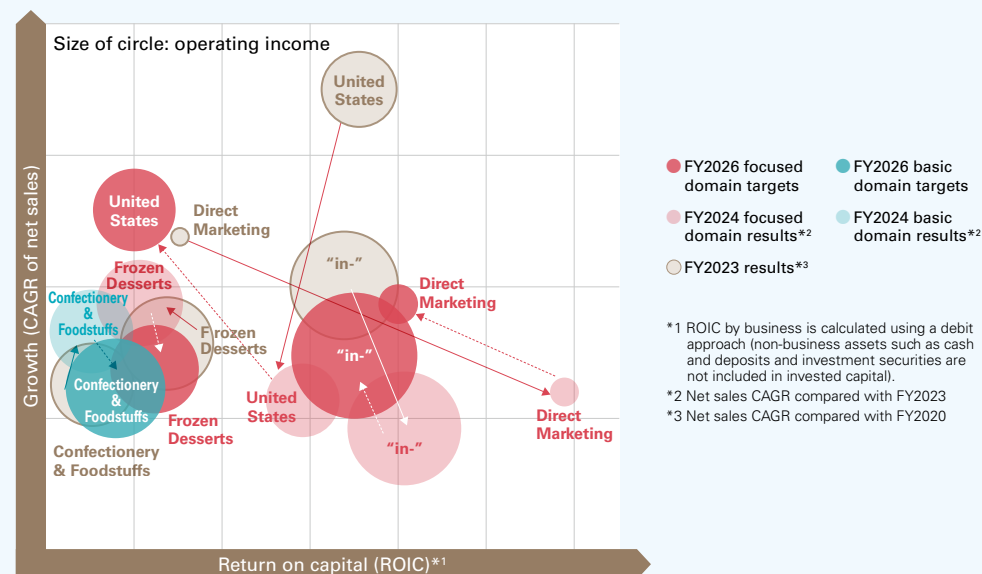 Size of circle: operating income
Growth (CAGR of net sales)
United
States
United
States
Direct
Marketing
"in-"
Frozen
Desserts
Confectionery
&
Foodstuffs
Direct
Marketing
Frozen
Desserts
"in-"
Confectionery
&
Foodstuffs
United
States
Direct
Marketing
Frozen
Desserts
"in-"
Confectionery
& Foodstuffs
Return on capital (ROIC)*1
FY2026 focused
domain targets
FY2026 basic
domain targets
FY2024 focused
domain results*2
FY2024 basic
domain results*2
FY2023 results*3
*1 ROIC by business is calculated using a debit
approach (non-business assets such as cash
and deposits and investment securities are
not included in invested capital).
*2 Net sales CAGR compared with FY2023
*3 Net sales CAGR compared with FY2020